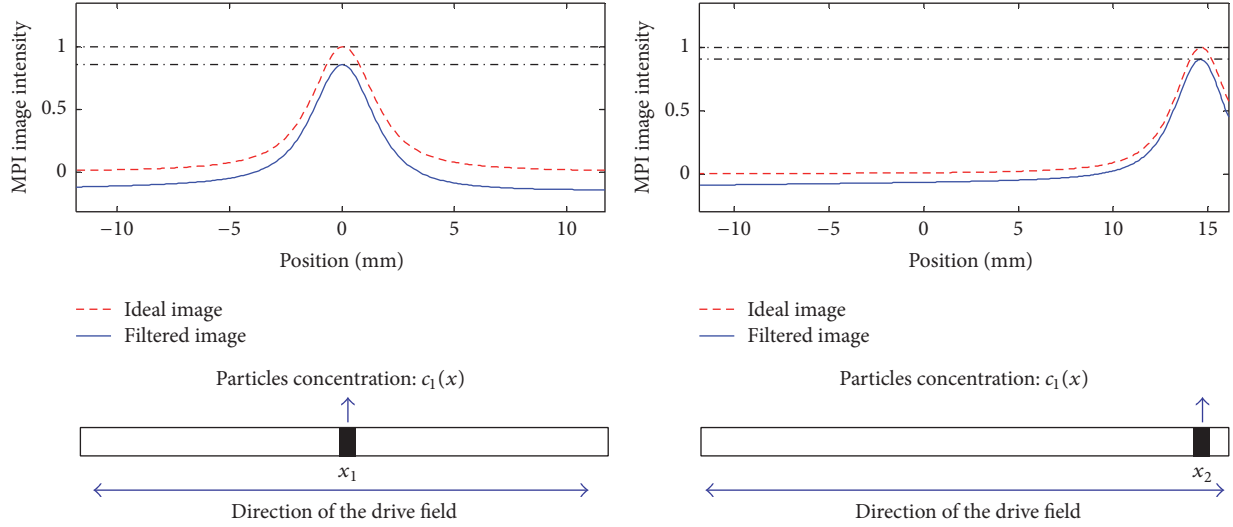 MPI image intensity
1
0.5
0
−10 −5 0 5 10
Position (mm)
Ideal image
Filtered image
Particles concentration: c₁(x)
x₁
Direction of the drive field
MPI image intensity
1
0.5
0
−10 −5 0 5 10 15
Position (mm)
Ideal image
Filtered image
Particles concentration: c₁(x)
x₂
Direction of the drive field